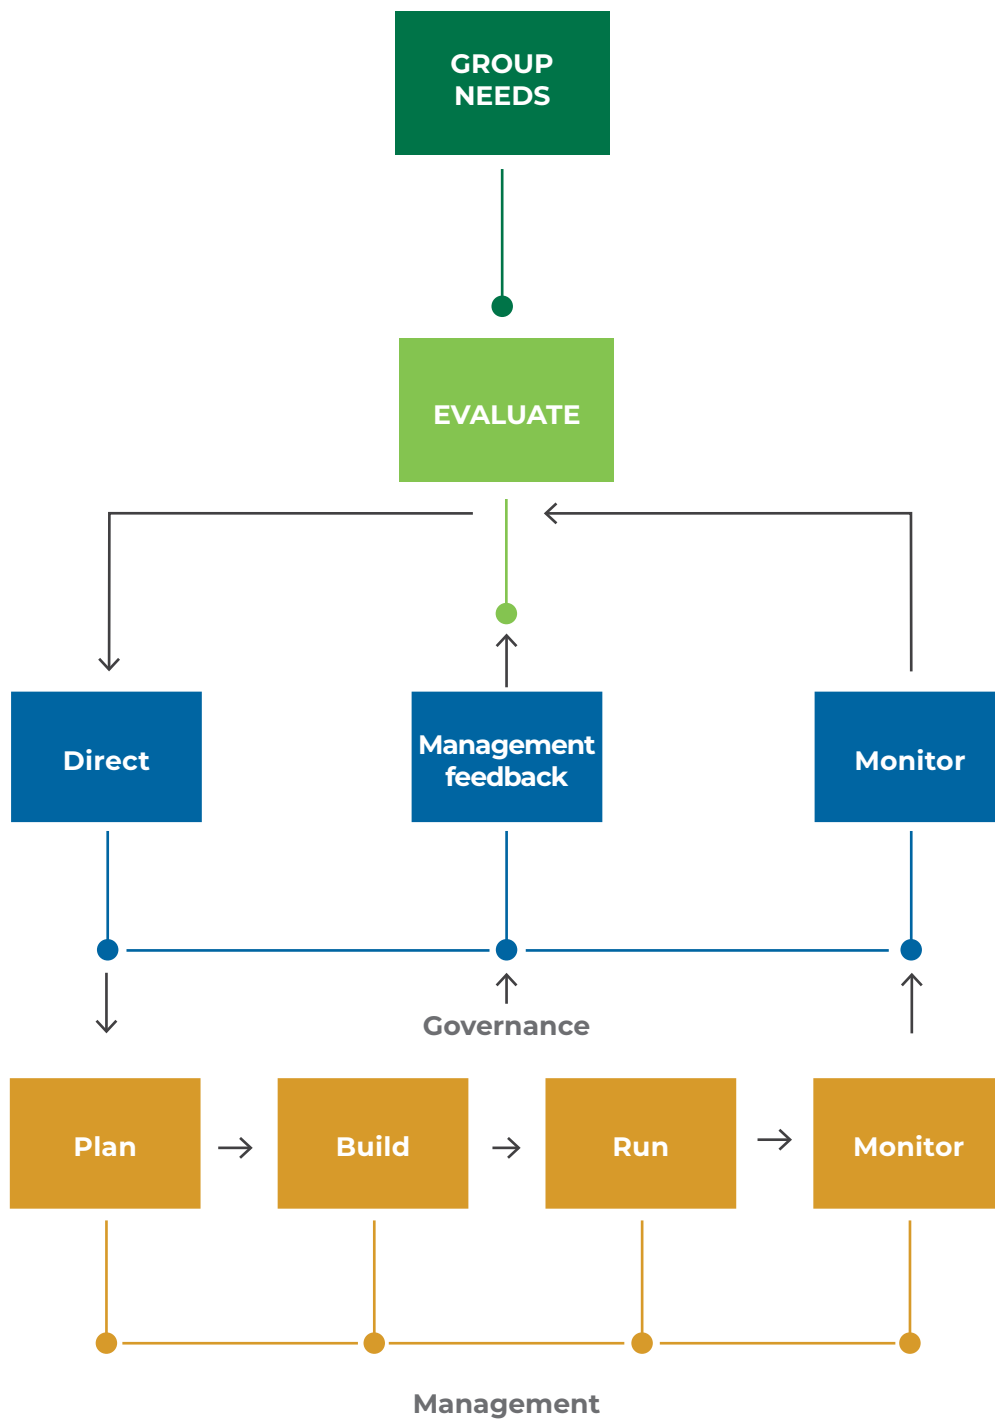 GROUP
NEEDS
EVALUATE
Direct
Management
feedback
Monitor
Governance
Plan
Build
Run
Monitor
Management